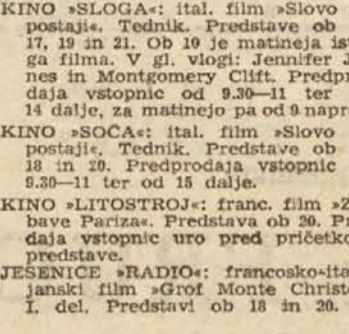 KINO »SLOGA«: ital. film »Slovo
postaji«. Tednik. Predstave ob
17, 19 in 21. Ob 10 je matineja is
ga filma. V gl. vlogi: Jennifer J
nes in Montgomery Clift. Predp
daja vstopnic od 9.30—11 ter
14 dalje, za matinejo pa od 9 napr
KINO »SOČA«: ital. film »Slovo
postaji«. Tednik. Predstave ob
18 in 20. Predprodaja vstopnic
9.30—11 ter od 15 dalje.
KINO »LITOSTROJ«: franc. film »Z
bave Pariza«. Predstava ob 20. Pr
daja vstopnic uro pred pričetko
predstave.
JESENICE »RADIO«: francosko-ita
janski film »Grof Monte Christ
I. del. Predstavi ob 18 in 20.